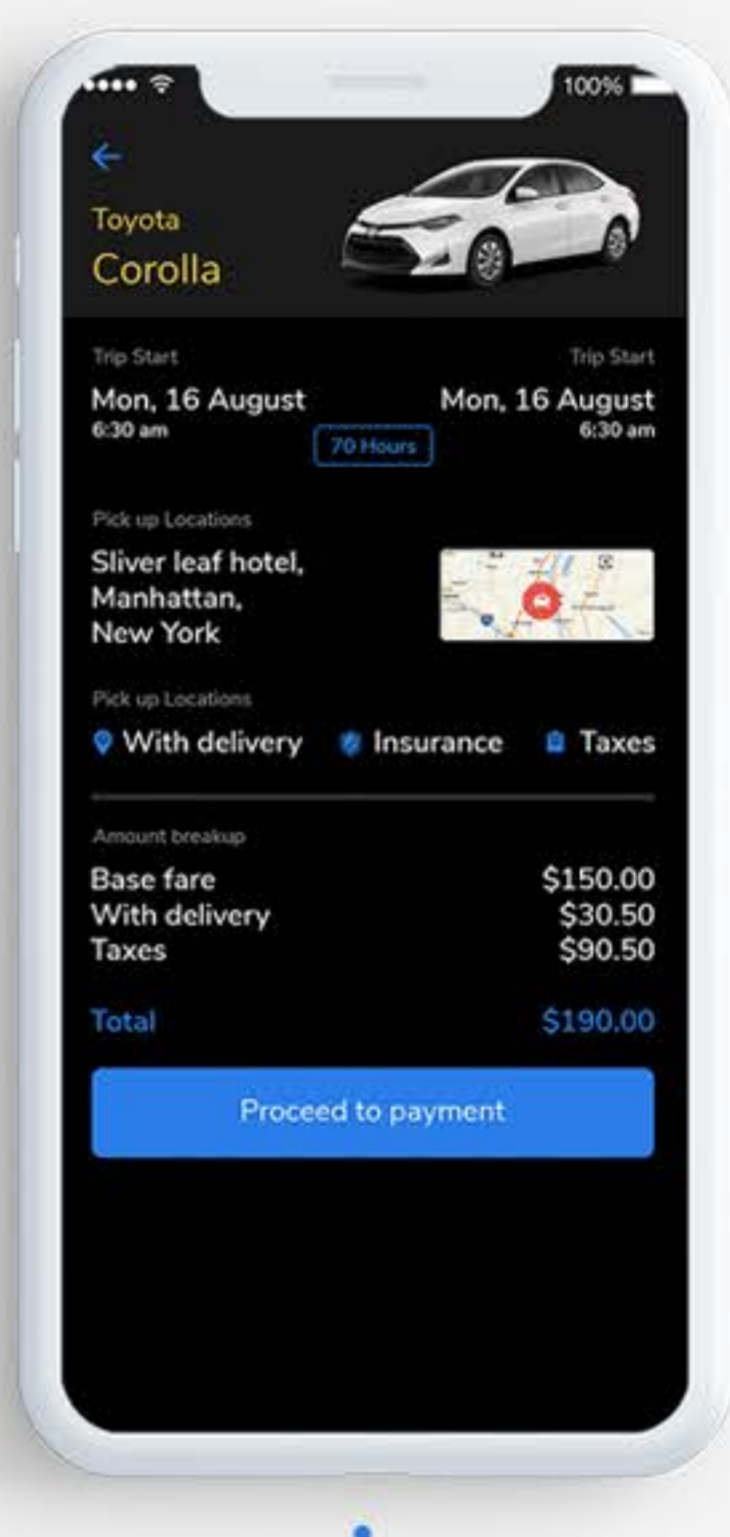 100%
Toyota
Corolla
Trip Start
Trip Start
Mon, 16 August
Mon, 16 August
6:30 am
6:30 am
70 Hours
Pick up Locations
Sliver leaf hotel,
Manhattan,
New York
Pick up Locations
With delivery Insurance Taxes
Amount breakup
Base fare $150.00
With delivery $30.50
Taxes $90.50
Total $190.00
Proceed to payment